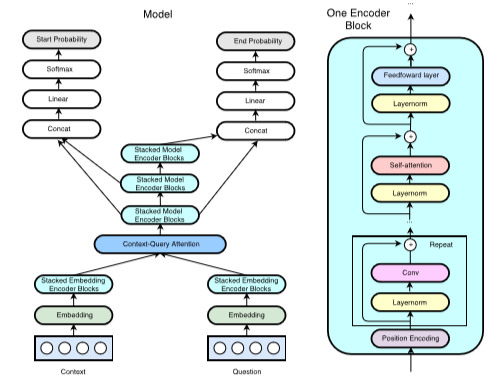 Model
Start Probability
Softmax
Linear
Concat
End Probability
Softmax
Linear
Concat
Stacked Model
Encoder Blocks
Stacked Model
Encoder Blocks
Stacked Model
Encoder Blocks
Context-Query Attention
Stacked Embedding
Encoder Blocks
Stacked Embedding
Encoder Blocks
Embedding
Embedding
Context
Question
One Encoder
Block
...
+
Feedfoward layer
Layernorm
+
Self-attention
Layernorm
...
+
Repeat
Conv
Layernorm
Position Encoding